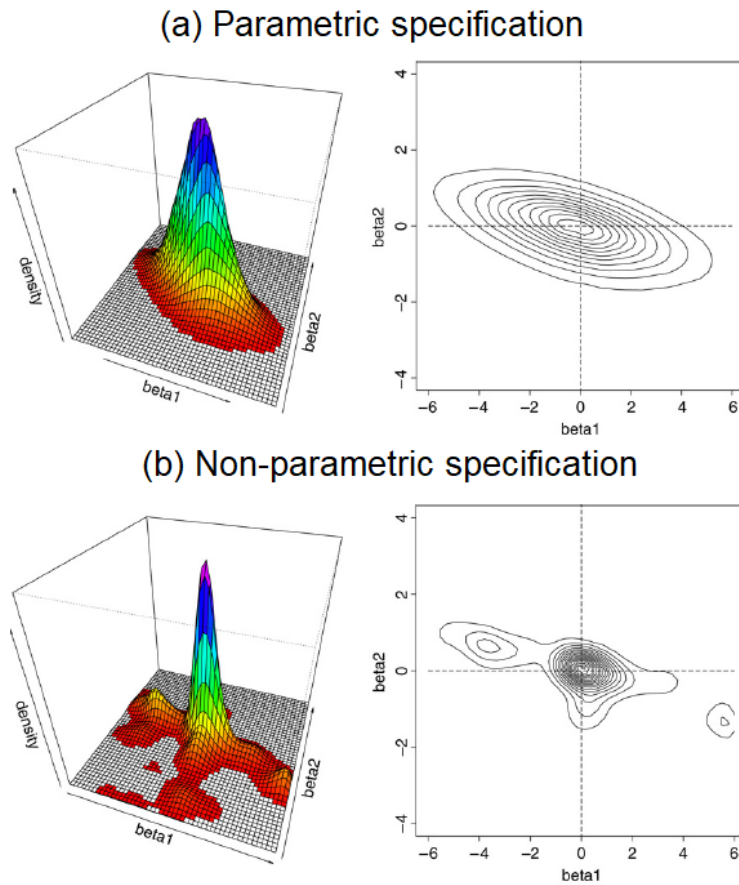 (a) Parametric specification
density
beta1
beta2
beta2
4
2
0
−2
−4
−6
−4
−2
0
2
4
6
beta1
(b) Non-parametric specification
density
beta1
beta2
beta2
4
2
0
−2
−4
−6
−4
−2
0
2
4
6
beta1